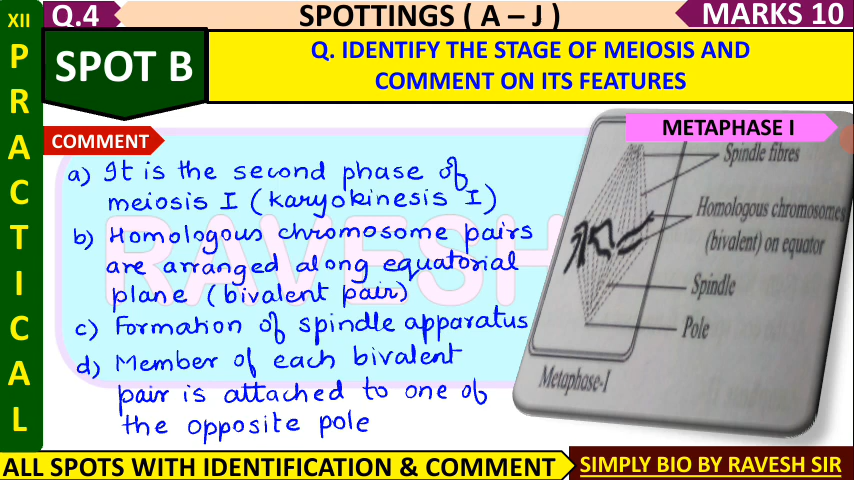 XII
PRACTICAL
Q.4
SPOTTINGS ( A – J )
MARKS 10
SPOT B
Q. IDENTIFY THE STAGE OF MEIOSIS AND
COMMENT ON ITS FEATURES
COMMENT
METAPHASE I
a) It is the second phase of
meiosis I (karyokinesis I)
b) Homologous chromosome pairs
are arranged along equatorial
plane (bivalent pair)
c) Formation of spindle apparatus
d) Member of each bivalent
pair is attached to one of
the opposite pole
RAVESH
Spindle fibres
Homologous chromosomes
(bivalent) on equator
Spindle
Pole
Metaphase-I
ALL SPOTS WITH IDENTIFICATION & COMMENT
SIMPLY BIO BY RAVESH SIR